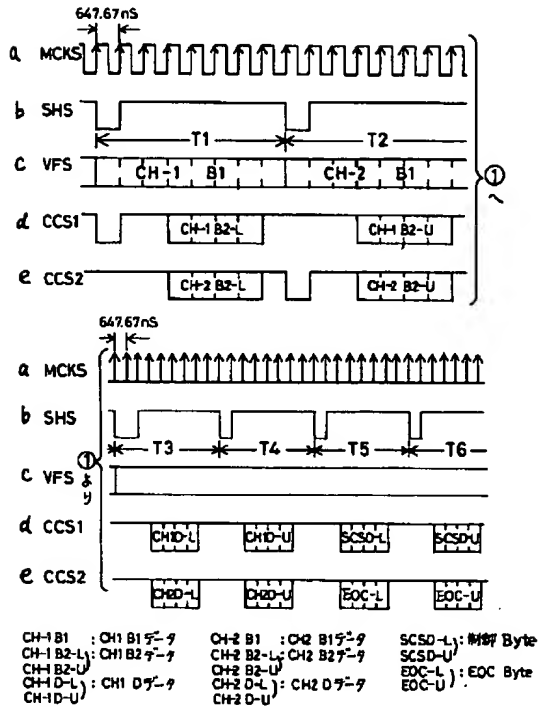 647.67nS
a MCKS
b SHS
T1 T2
c VFS CH-1 B1 CH-2 B1
①へ
d CCS1 CH-1 B2-L CH-1 B2-U
e CCS2 CH-2 B2-L CH-2 B2-U
647.67nS
a MCKS
b SHS
T3 T4 T5 T6
①より
c VFS
d CCS1 CH1D-L CH1D-U SCSD-L SCSD-U
e CCS2 CH2D-L CH2D-U EOC-L EOC-U
CH-1 B1 : CH1 B1データ CH-2 B1 : CH2 B1データ SCSD-L): 制御 Byte
CH-1 B2-L): CH1 B2データ CH-2 B2-L): CH2 B2データ SCSD-U
CH-1 B2-U CH-2 B2-U EOC-L): EOC Byte
CH-1 D-L): CH1 Dデータ CH-2 D-L): CH2 Dデータ EOC-U
CH-1D-U CH-2 D-U